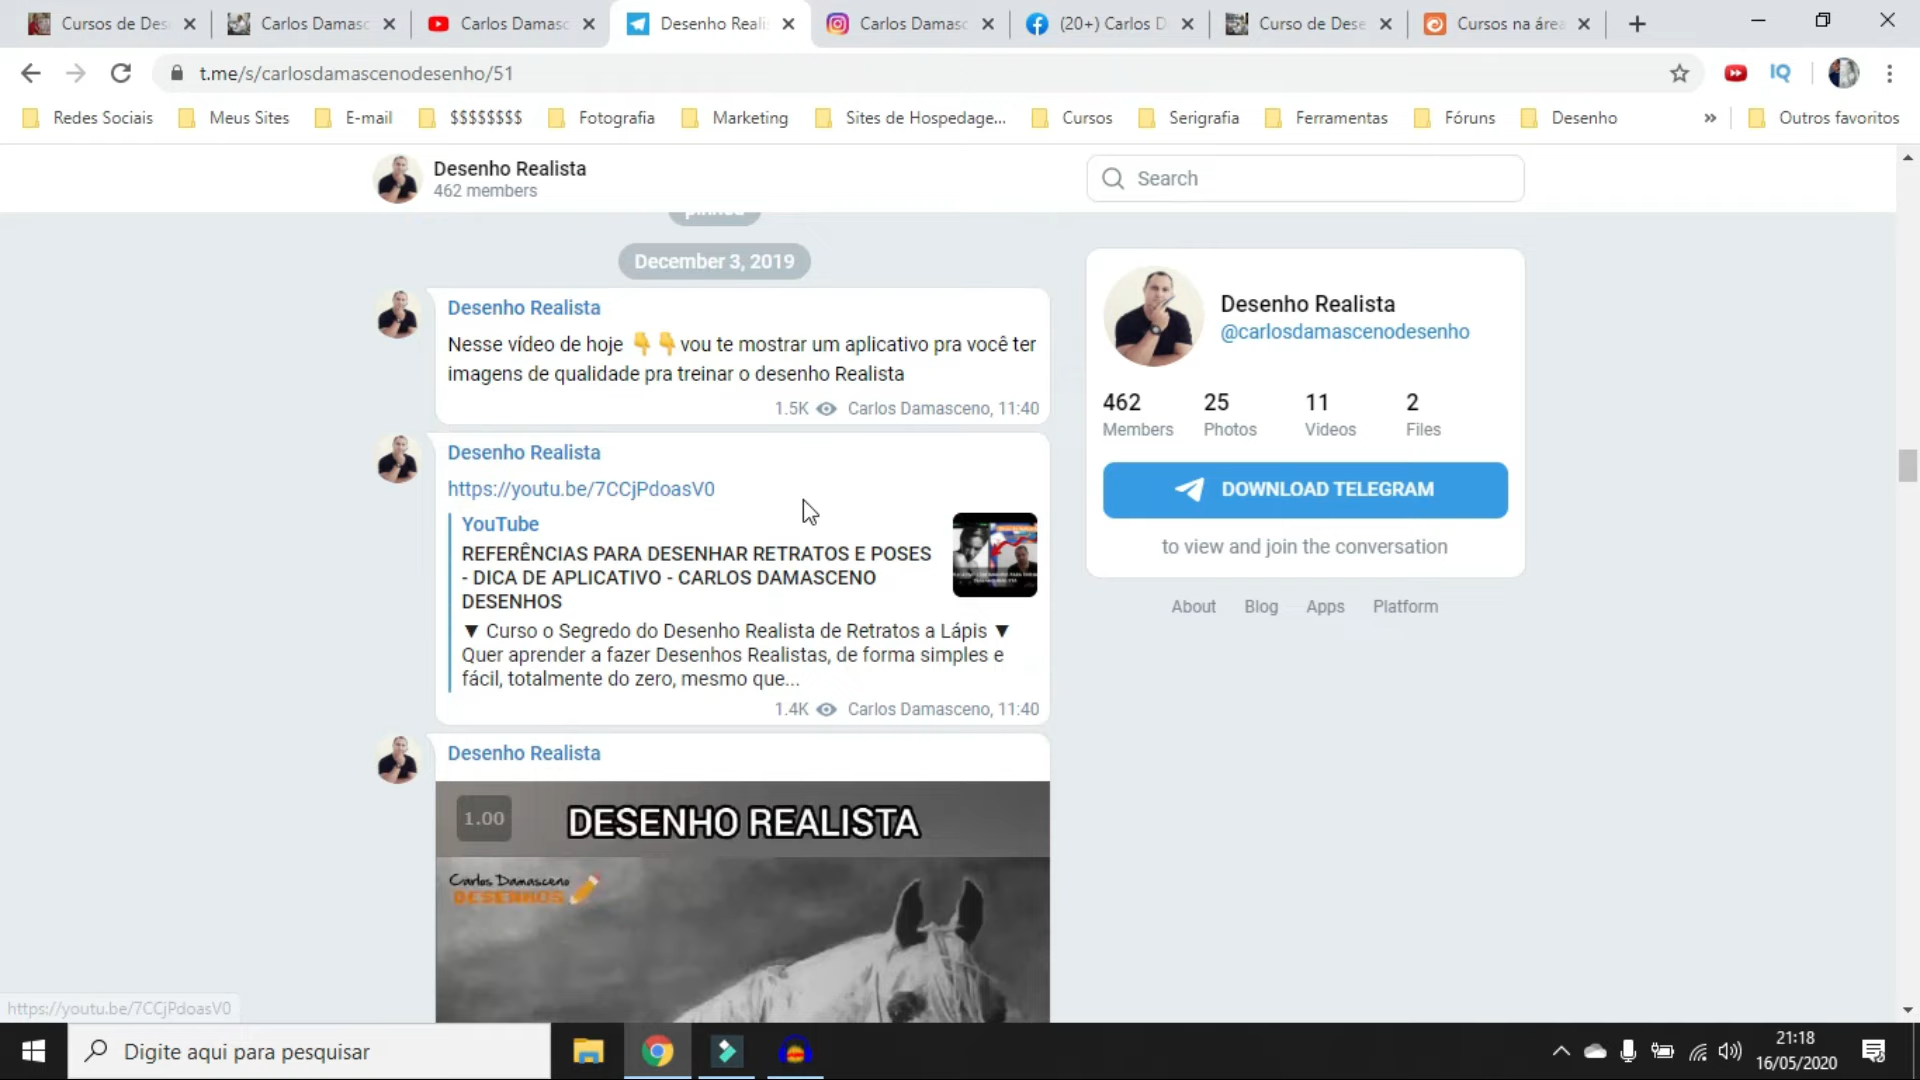 Cursos de Des
Carlos Damasc
Carlos Damasc
Desenho Reali
Carlos Damasc
(20+) Carlos D
Curso de Dese
Cursos na área
t.me/s/carlosdamascenodesenho/51
IQ
Redes Sociais
Meus Sites
E-mail
$$$$$$$$
Fotografia
Marketing
Sites de Hospedage...
Cursos
Serigrafia
Ferramentas
Fóruns
Desenho
»
Outros favoritos
Desenho Realista
462 members
Search
pinned
December 3, 2019
Desenho Realista
Nesse vídeo de hoje 👇👇vou te mostrar um aplicativo pra você ter
imagens de qualidade pra treinar o desenho Realista
1.5K Carlos Damasceno, 11:40
Desenho Realista
https://youtu.be/7CCjPdoasV0
YouTube
REFERÊNCIAS PARA DESENHAR RETRATOS E POSES
- DICA DE APLICATIVO - CARLOS DAMASCENO
DESENHOS
▼ Curso o Segredo do Desenho Realista de Retratos a Lápis ▼
Quer aprender a fazer Desenhos Realistas, de forma simples e
fácil, totalmente do zero, mesmo que...
1.4K Carlos Damasceno, 11:40
Desenho Realista
1.00
DESENHO REALISTA
Carlos Damasceno
DESENHOS
Desenho Realista
@carlosdamascenodesenho
462 25 11 2
Members Photos Videos Files
DOWNLOAD TELEGRAM
to view and join the conversation
About Blog Apps Platform
https://youtu.be/7CCjPdoasV0
Digite aqui para pesquisar
21:18
16/05/2020